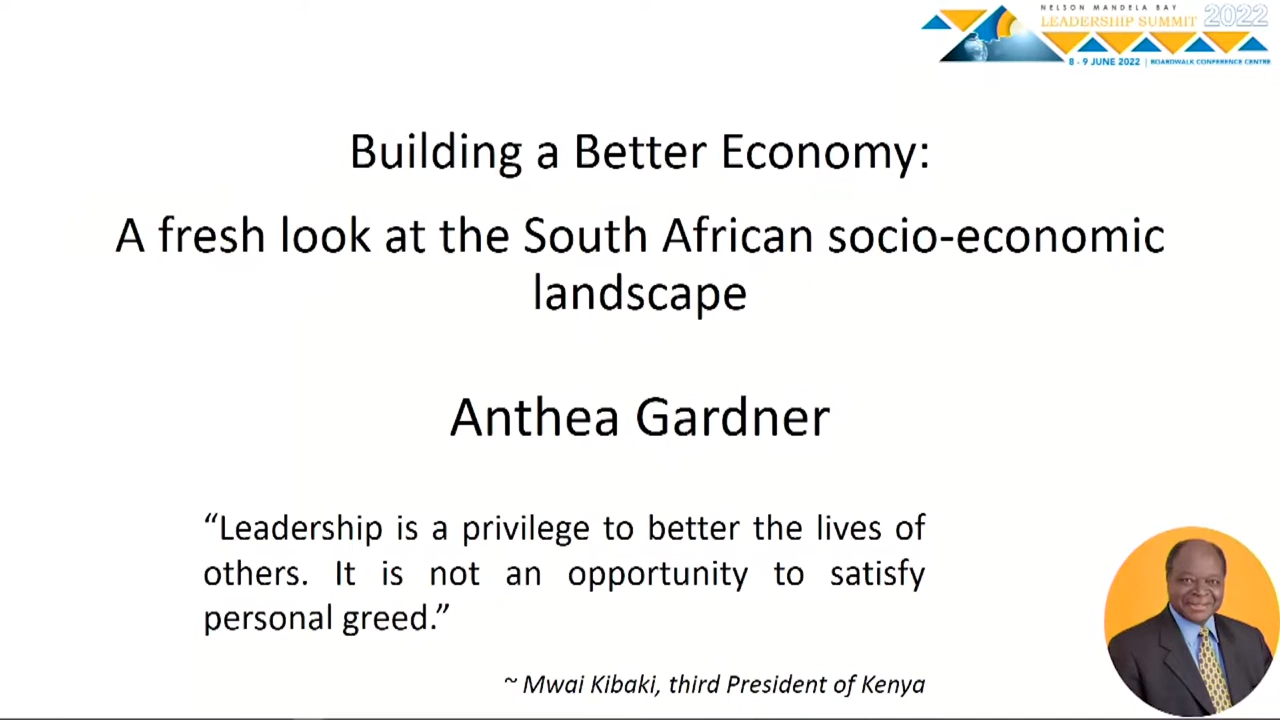 NELSON MANDELA BAY
LEADERSHIP SUMMIT 2022
8 - 9 JUNE 2022 | BOARDWALK CONFERENCE CENTRE
Building a Better Economy:
A fresh look at the South African socio-economic
landscape
Anthea Gardner
“Leadership is a privilege to better the lives of
others. It is not an opportunity to satisfy
personal greed.”
~ Mwai Kibaki, third President of Kenya